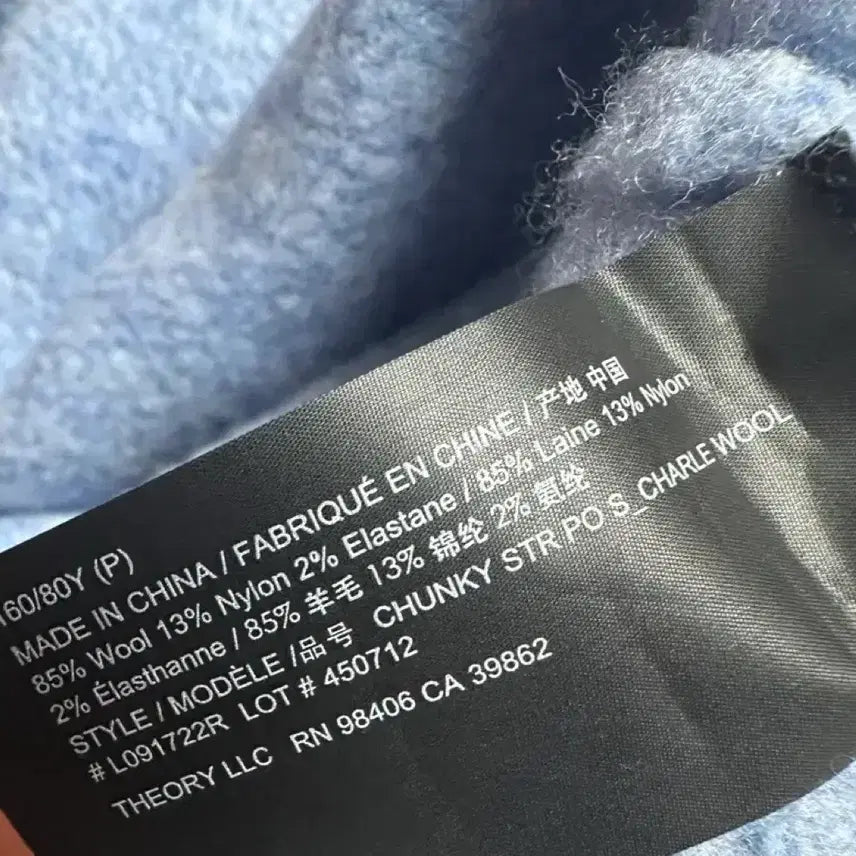 160/80Y (P)
MADE IN CHINA / FABRIQUÉ EN CHINE / 产地 中国
85% Wool 13% Nylon 2% Elastane / 85% Laine 13% Nylon
2% Élasthanne / 85% 羊毛 13% 锦纶 2% 氨纶
STYLE / MODÈLE /品号 CHUNKY STR PO S_CHARLE WOOL
# L091722R LOT # 450712
THEORY LLC RN 98406 CA 39862